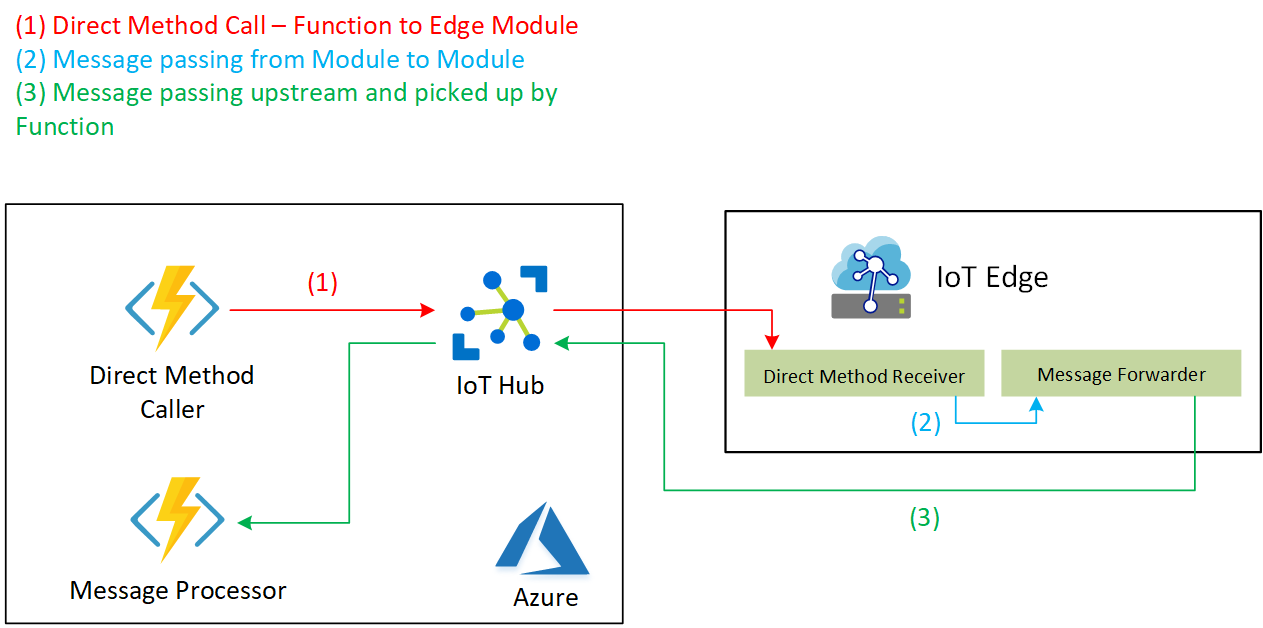 (1) Direct Method Call – Function to Edge Module
(2) Message passing from Module to Module
(3) Message passing upstream and picked up by
Function
(1)
IoT Edge
Direct Method
Caller
IoT Hub
Direct Method Receiver
Message Forwarder
(2)
(3)
Message Processor
Azure